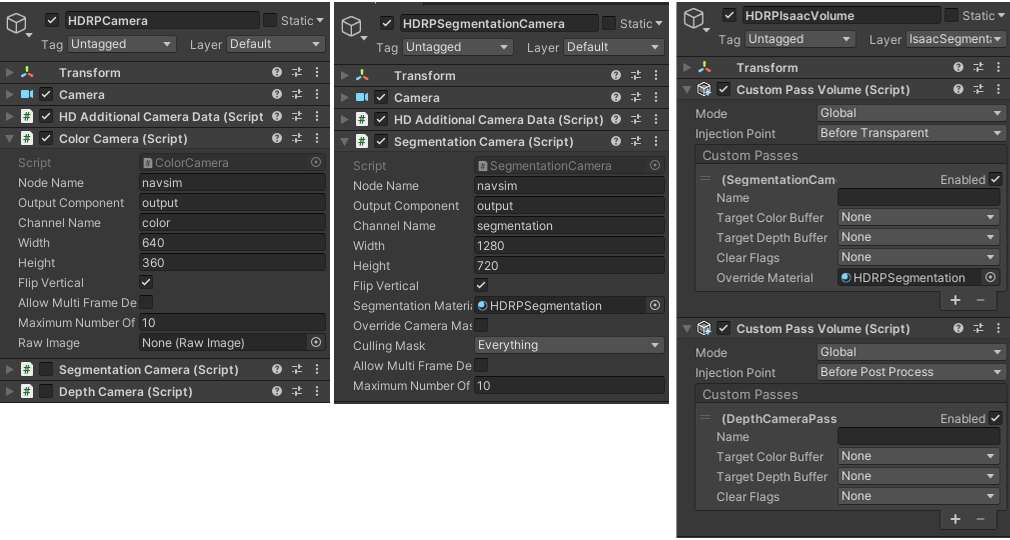 HDRPCamera
Static
Tag Untagged Layer Default
Transform
Camera
HD Additional Camera Data (Script
Color Camera (Script)
Script ColorCamera
Node Name navsim
Output Component output
Channel Name color
Width 640
Height 360
Flip Vertical
Allow Multi Frame De
Maximum Number Of 10
Raw Image None (Raw Image)
Segmentation Camera (Script)
Depth Camera (Script)
HDRPSegmentationCamera
Static
Tag Untagged Layer Default
Transform
Camera
HD Additional Camera Data (Script)
Segmentation Camera (Script)
Script SegmentationCamera
Node Name navsim
Output Component output
Channel Name segmentation
Width 1280
Height 720
Flip Vertical
Segmentation Materia HDRPSegmentation
Override Camera Mas
Culling Mask Everything
Allow Multi Frame De
Maximum Number Of 10
HDRPIsaacVolume
Static
Tag Untagged Layer IsaacSegmenta
Transform
Custom Pass Volume (Script)
Mode Global
Injection Point Before Transparent
Custom Passes
(SegmentationCam Enabled
Name
Target Color Buffer None
Target Depth Buffer None
Clear Flags None
Override Material HDRPSegmentation
+ −
Custom Pass Volume (Script)
Mode Global
Injection Point Before Post Process
Custom Passes
(DepthCameraPass Enabled
Name
Target Color Buffer None
Target Depth Buffer None
Clear Flags None
+ −